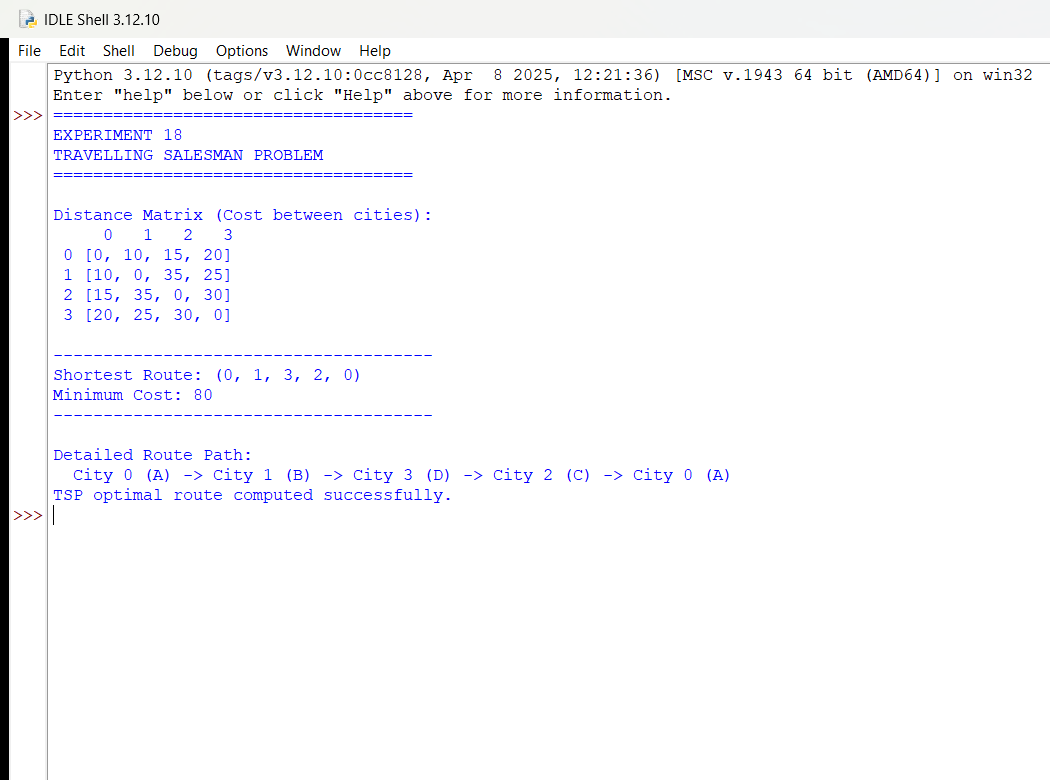 IDLE Shell 3.12.10
File Edit Shell Debug Options Window Help
Python 3.12.10 (tags/v3.12.10:0cc8128, Apr  8 2025, 12:21:36) [MSC v.1943 64 bit (AMD64)] on win32
Enter "help" below or click "Help" above for more information.
>>> ====================================
EXPERIMENT 18
TRAVELLING SALESMAN PROBLEM
====================================
Distance Matrix (Cost between cities):
     0   1   2   3
 0 [0, 10, 15, 20]
 1 [10, 0, 35, 25]
 2 [15, 35, 0, 30]
 3 [20, 25, 30, 0]
--------------------------------------
Shortest Route: (0, 1, 3, 2, 0)
Minimum Cost: 80
--------------------------------------
Detailed Route Path:
  City 0 (A) -> City 1 (B) -> City 3 (D) -> City 2 (C) -> City 0 (A)
TSP optimal route computed successfully.
>>>